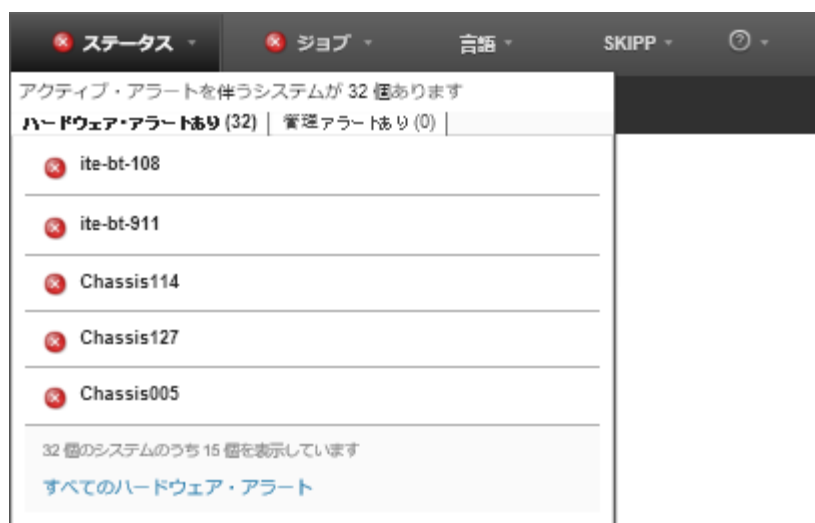 ステータス ジョブ 言語 SKIPP ?
アクティブ・アラートを伴うシステムが 32 個あります
ハードウェア・アラートあり (32) | 管理アラートあり (0) |
ite-bt-108
ite-bt-911
Chassis114
Chassis127
Chassis005
32 個のシステムのうち 15 個を表示しています
すべてのハードウェア・アラート